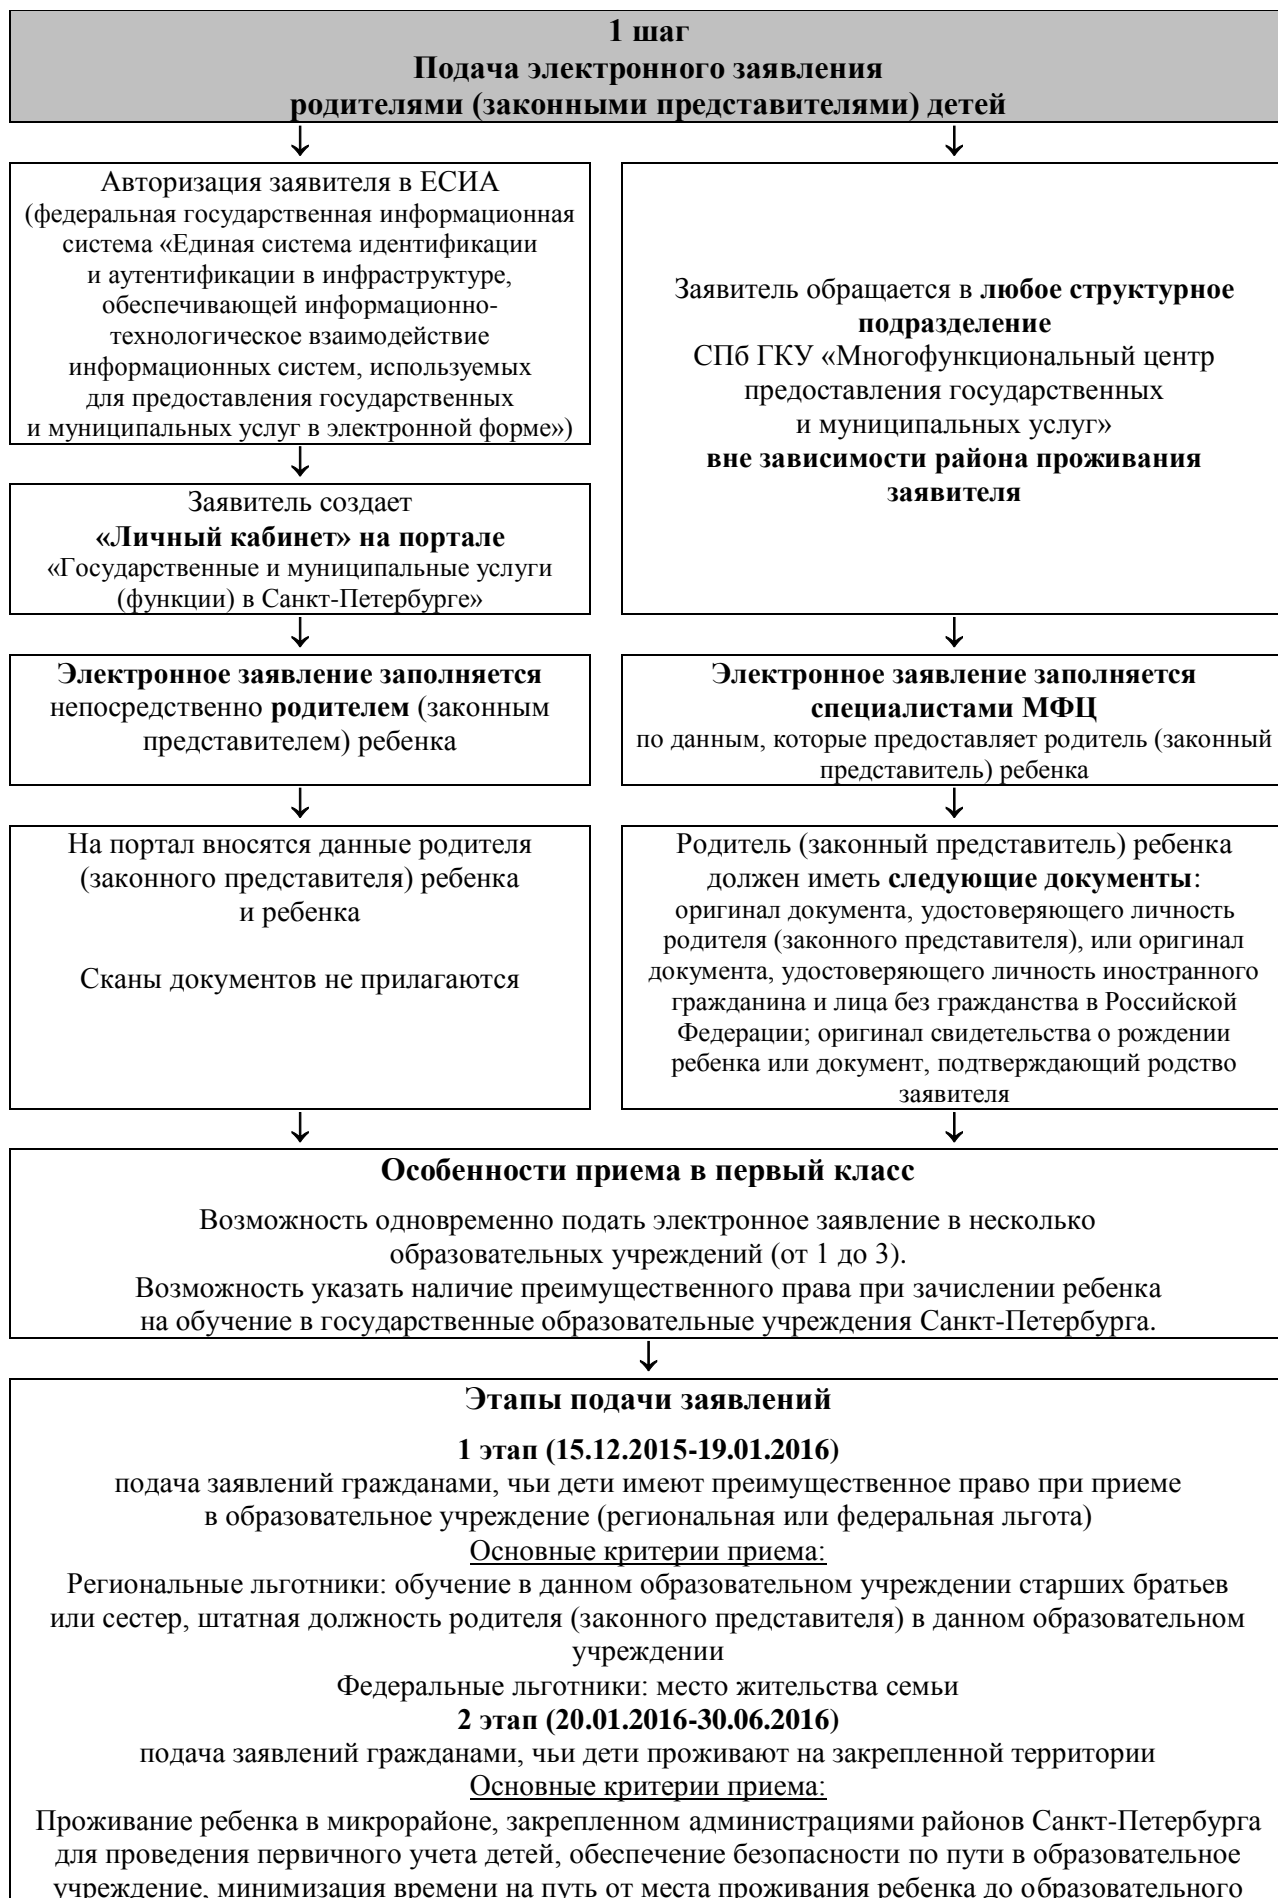 1 шаг
Подача электронного заявления
родителями (законными представителями) детей
↓
↓
Авторизация заявителя в ЕСИА
(федеральная государственная информационная
система «Единая система идентификации
и аутентификации в инфраструктуре,
обеспечивающей информационно-
технологическое взаимодействие
информационных систем, используемых
для предоставления государственных
и муниципальных услуг в электронной форме»)
↓
Заявитель создает
«Личный кабинет» на портале
«Государственные и муниципальные услуги
(функции) в Санкт-Петербурге»
↓
Электронное заявление заполняется
непосредственно родителем (законным
представителем) ребенка
↓
На портал вносятся данные родителя
(законного представителя) ребенка
и ребенка
Сканы документов не прилагаются
↓
Заявитель обращается в любое структурное
подразделение
СПб ГКУ «Многофункциональный центр
предоставления государственных
и муниципальных услуг»
вне зависимости района проживания
заявителя
↓
Электронное заявление заполняется
специалистами МФЦ
по данным, которые предоставляет родитель (законный
представитель) ребенка
↓
Родитель (законный представитель) ребенка
должен иметь следующие документы:
оригинал документа, удостоверяющего личность
родителя (законного представителя), или оригинал
документа, удостоверяющего личность иностранного
гражданина и лица без гражданства в Российской
Федерации; оригинал свидетельства о рождении
ребенка или документ, подтверждающий родство
заявителя
↓
Особенности приема в первый класс
Возможность одновременно подать электронное заявление в несколько
образовательных учреждений (от 1 до 3).
Возможность указать наличие преимущественного права при зачислении ребенка
на обучение в государственные образовательные учреждения Санкт-Петербурга.
↓
Этапы подачи заявлений
1 этап (15.12.2015-19.01.2016)
подача заявлений гражданами, чьи дети имеют преимущественное право при приеме
в образовательное учреждение (региональная или федеральная льгота)
Основные критерии приема:
Региональные льготники: обучение в данном образовательном учреждении старших братьев
или сестер, штатная должность родителя (законного представителя) в данном образовательном
учреждении
Федеральные льготники: место жительства семьи
2 этап (20.01.2016-30.06.2016)
подача заявлений гражданами, чьи дети проживают на закрепленной территории
Основные критерии приема:
Проживание ребенка в микрорайоне, закрепленном администрациями районов Санкт-Петербурга
для проведения первичного учета детей, обеспечение безопасности по пути в образовательное
учреждение, минимизация времени на путь от места проживания ребенка до образовательного